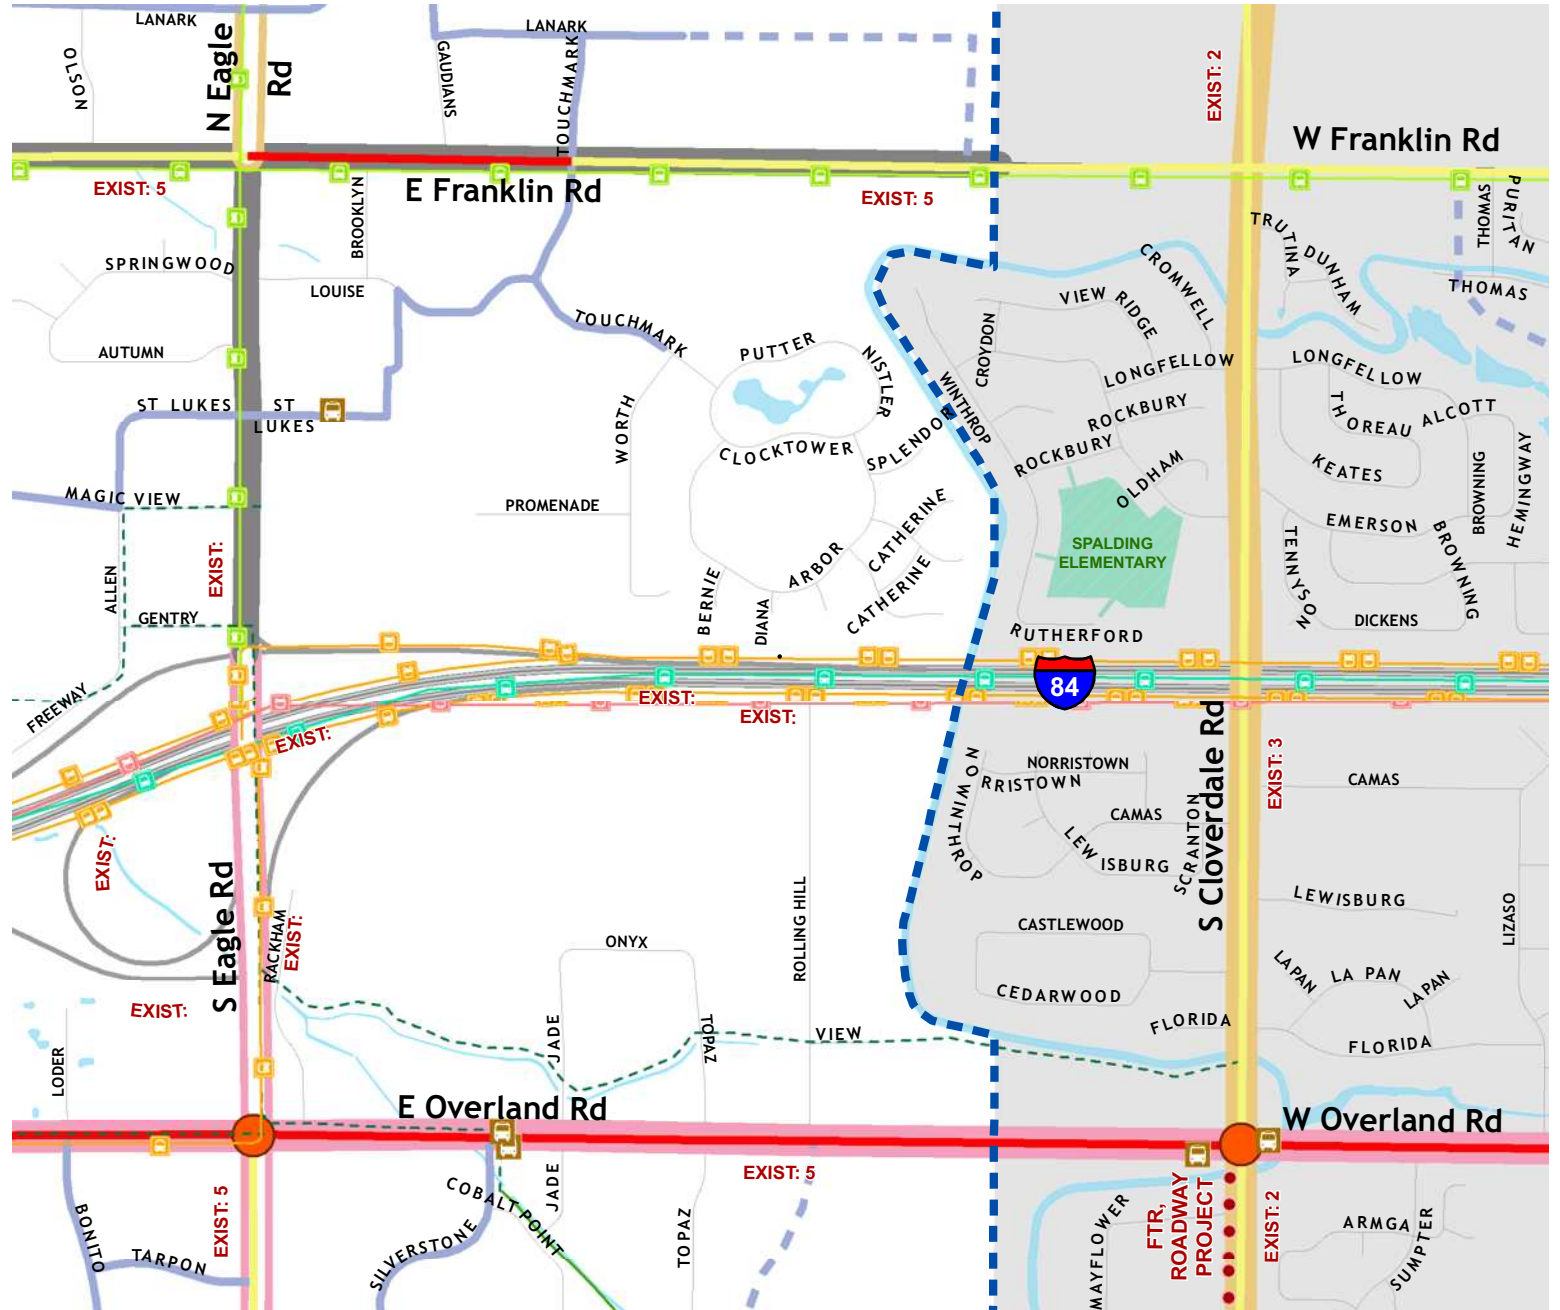 LANARK
N Eagle
Rd
OLSON
GAUDIANS
LANARK
TOUCHMARK
EXIST: 2
W Franklin Rd
EXIST: 5
E Franklin Rd
EXIST: 5
THOMAS
PURITAN
BROOKLYN
SPRINGWOOD
LOUISE
TOUCHMARK
AUTUMN
PUTTER
NISTLER
CROYDON
VIEW RIDGE
CROMWELL
TRUTINA
DUNHAM
THOMAS
LONGFELLOW
LONGFELLOW
WINTHROP
ST LUKES
ST
LUKES
WORTH
CLOCKTOWER
SPLENDOR
ROCKBURY
ROCKBURY
OLDHAM
THOREAU
ALCOTT
KEATES
BROWNING
HEMINGWAY
MAGIC VIEW
PROMENADE
CATHERINE
CATHERINE
ARBOR
SPALDING
ELEMENTARY
EMERSON
TENNYSON
BROWNING
DICKENS
EXIST:
ALLEN
GENTRY
BERNIE
DIANA
RUTHERFORD
84
FREEWAY
EXIST:
EXIST:
EXIST:
S Cloverdale Rd
NORRISTOWN
NORRISTOWN
EXIST: 3
CAMAS
CAMAS
NO WINTHROP
LEWISBURG
SCRANTON
EXIST:
S Eagle Rd
RACKHAM
EXIST:
ROLLING HILL
LEWISBURG
LIZASO
CASTLEWOOD
ONYX
LA PAN
LA PAN
LA PAN
CEDARWOOD
EXIST:
JADE
TOPAZ
VIEW
FLORIDA
FLORIDA
LODER
E Overland Rd
W Overland Rd
EXIST: 5
EXIST: 5
JADE
COBALT POINT
SILVERSTONE
TOPAZ
BONITO
TARPON
MAYFLOWER
FTR,
ROADWAY
PROJECT
EXIST: 2
ARMGA
SUMPTER